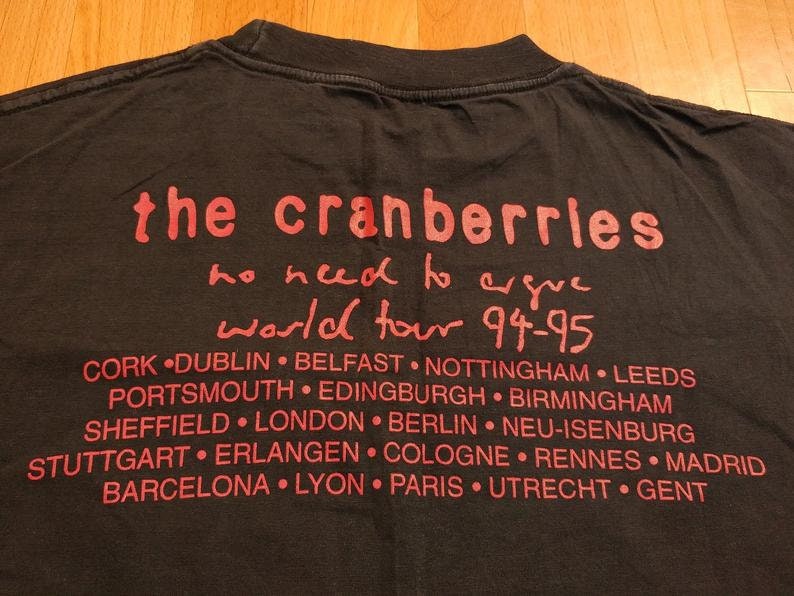 the cranberries
no need to argue
world tour 94-95
CORK •DUBLIN • BELFAST • NOTTINGHAM • LEEDS
PORTSMOUTH • EDINGBURGH • BIRMINGHAM
SHEFFIELD • LONDON • BERLIN • NEU-ISENBURG
STUTTGART • ERLANGEN • COLOGNE • RENNES • MADRID
BARCELONA • LYON • PARIS • UTRECHT • GENT